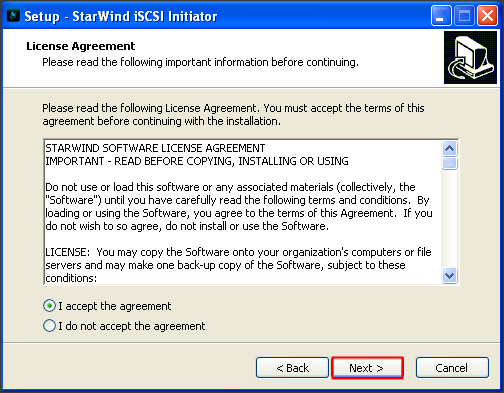 Setup - StarWind iSCSI Initiator
License Agreement
Please read the following important information before continuing.
Please read the following License Agreement. You must accept the terms of this
agreement before continuing with the installation.
STARWIND SOFTWARE LICENSE AGREEMENT
IMPORTANT - READ BEFORE COPYING, INSTALLING OR USING
Do not use or load this software or any associated materials (collectively, the
"Software") until you have carefully read the following terms and conditions.  By
loading or using the Software, you agree to the terms of this Agreement.  If you
do not wish to so agree, do not install or use the Software.
LICENSE:  You may copy the Software onto your organization's computers or file
servers and may make one back-up copy of the Software, subject to these
conditions:
I accept the agreement
I do not accept the agreement
< Back
Next >
Cancel